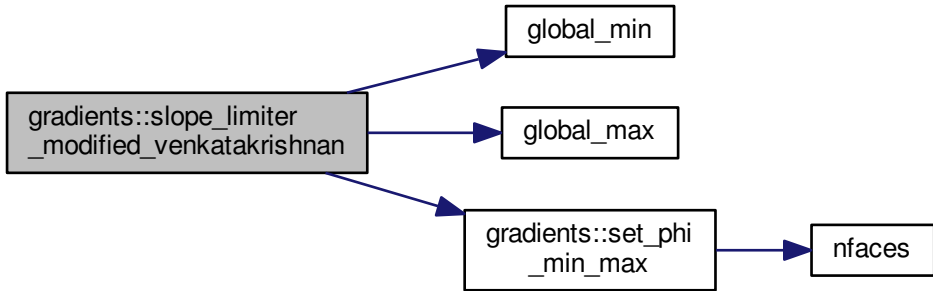 global_min
gradients::slope_limiter
_modified_venkatakrishnan
global_max
gradients::set_phi
_min_max
nfaces